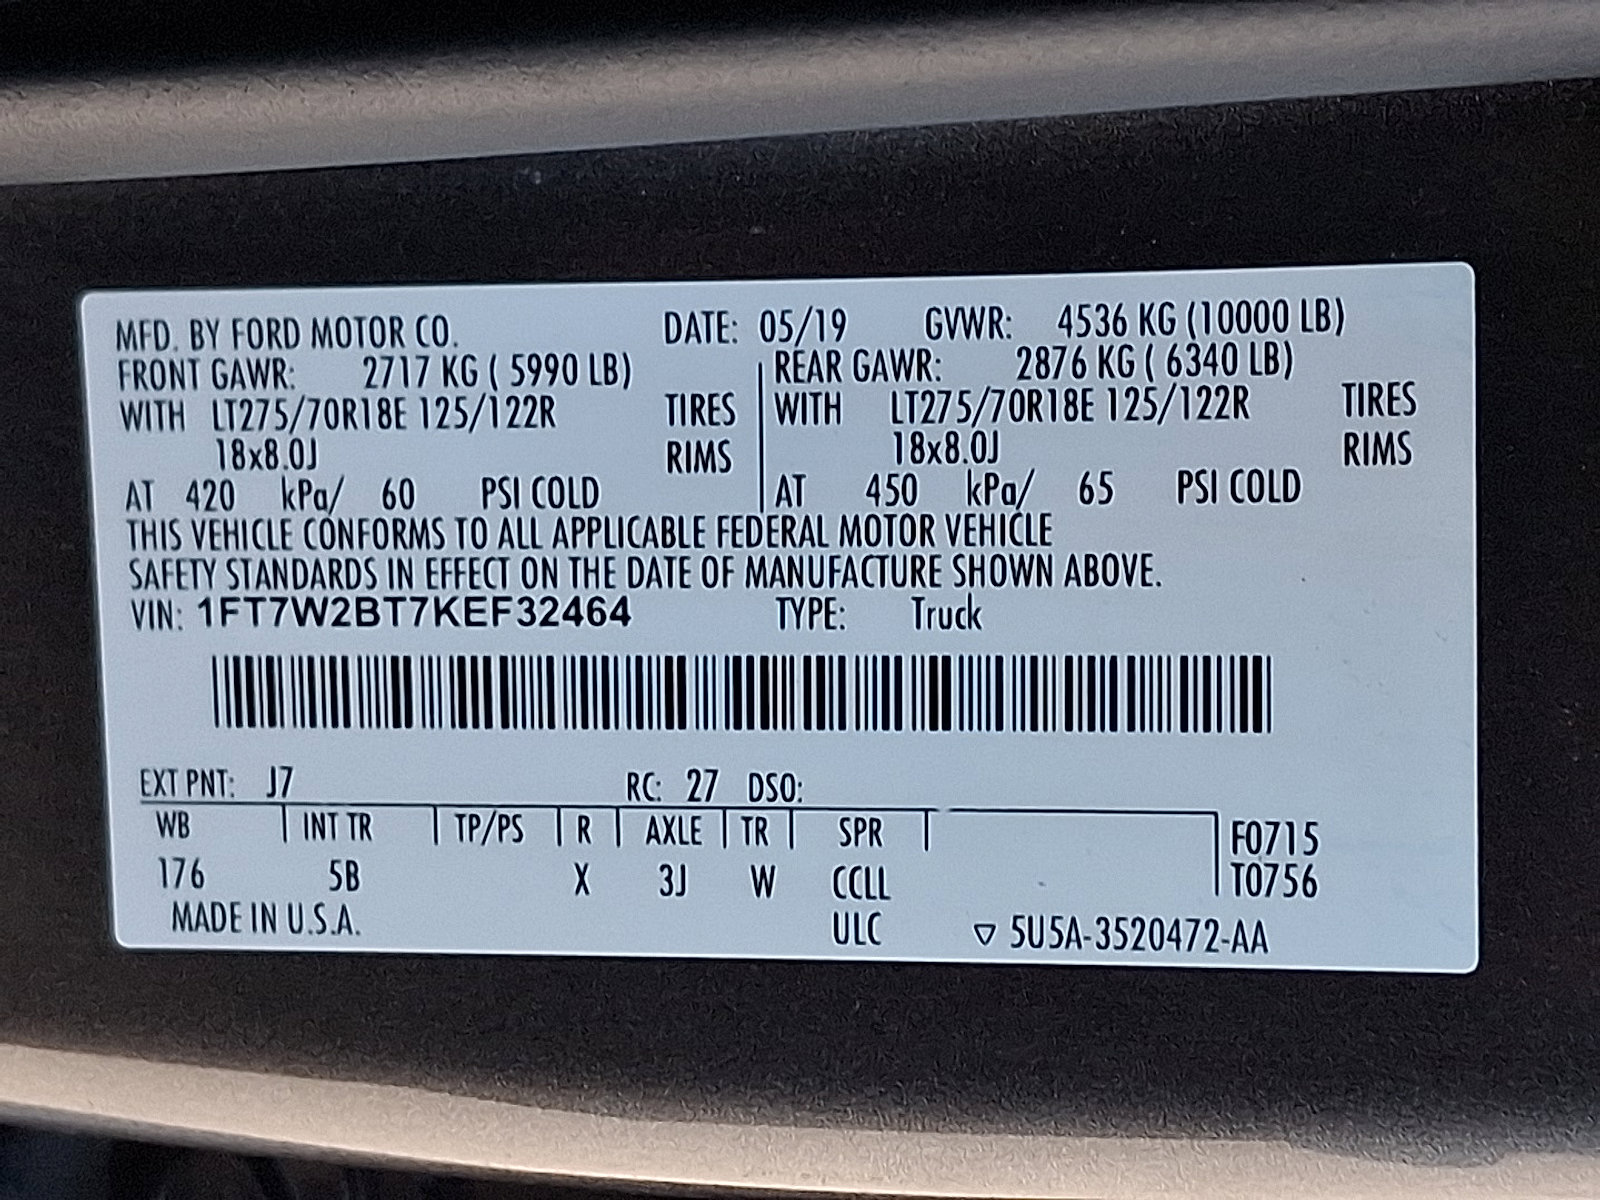 MFD. BY FORD MOTOR CO. DATE: 05/19 GVWR: 4536 KG (10000 LB)
FRONT GAWR: 2717 KG ( 5990 LB) REAR GAWR: 2876 KG ( 6340 LB)
WITH LT275/70R18E 125/122R TIRES WITH LT275/70R18E 125/122R TIRES
18x8.0J RIMS 18x8.0J RIMS
AT 420 kPa/ 60 PSI COLD AT 450 kPa/ 65 PSI COLD
THIS VEHICLE CONFORMS TO ALL APPLICABLE FEDERAL MOTOR VEHICLE
SAFETY STANDARDS IN EFFECT ON THE DATE OF MANUFACTURE SHOWN ABOVE.
VIN: 1FT7W2BT7KEF32464 TYPE: Truck
EXT PNT: J7 RC: 27 DSO:
WB INT TR TP/PS R AXLE TR SPR F0715
176 5B X 3J W CCLL T0756
MADE IN U.S.A. ULC ▽ 5U5A-3520472-AA